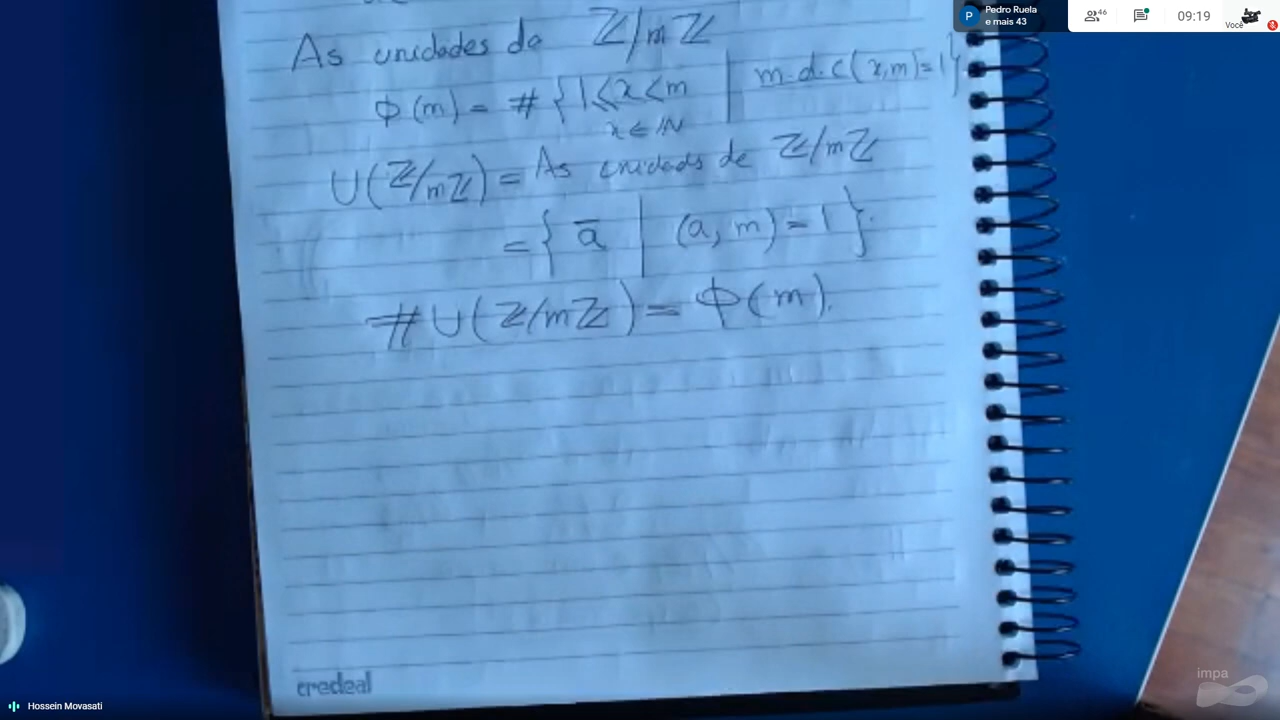 Pedro Ruela
e mais 43
P
46
09:19
Você
As unidades de ℤ/mℤ
Φ(m) = # {1≤x<m | m.d.c(x,m)=1}
x∈ℕ
U(ℤ/mℤ) = As unidads de ℤ/mℤ
= { ā | (a, m) = 1 }.
# U(ℤ/mℤ) = Φ(m).
credeal
impa
Hossein Movasati